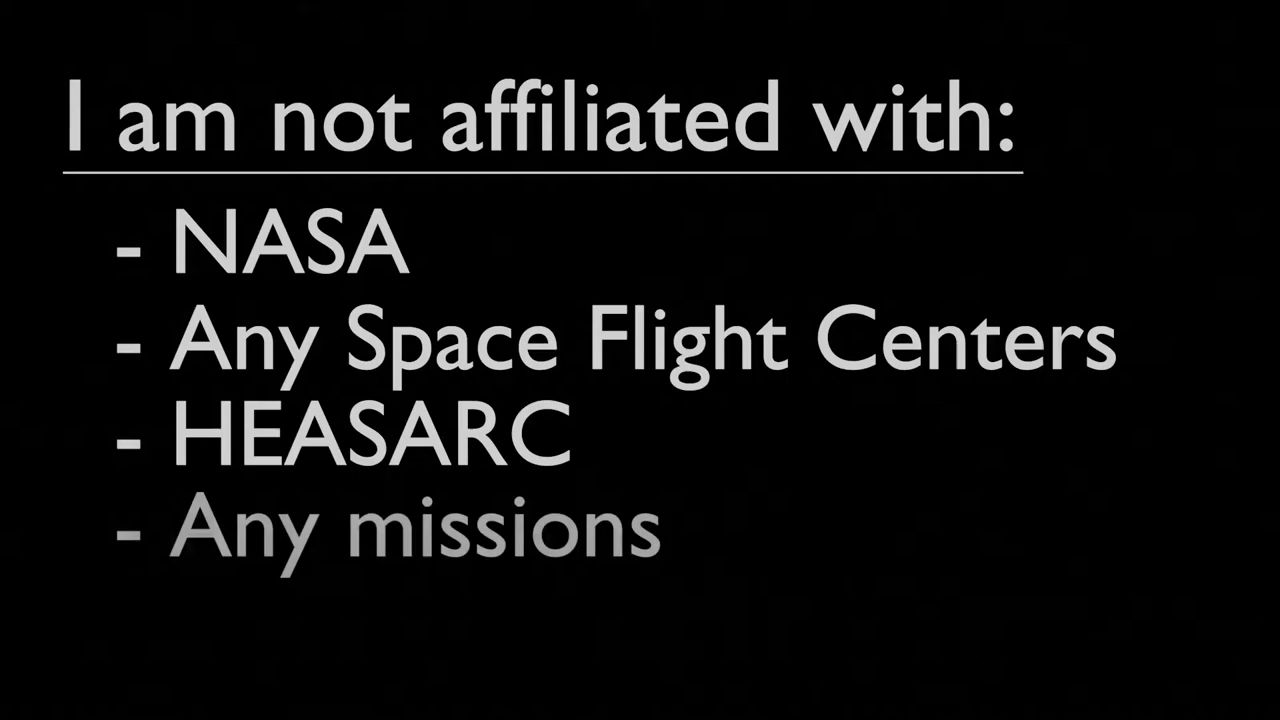 I am not affiliated with:
- NASA
- Any Space Flight Centers
- HEASARC
- Any missions